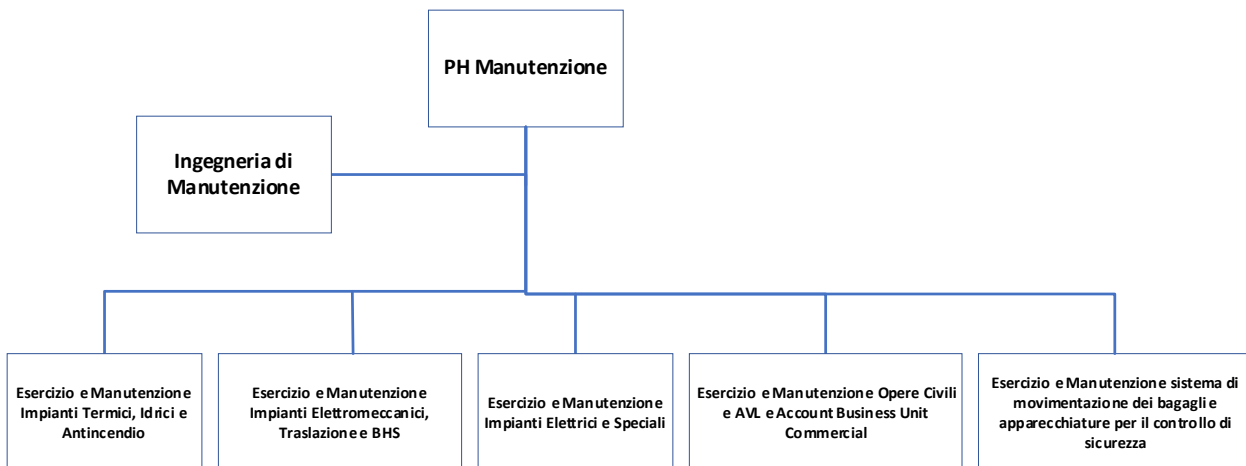 PH Manutenzione
Ingegneria di
Manutenzione
Esercizio e Manutenzione
Impianti Termici, Idrici e
Antincendio
Esercizio e Manutenzione
Impianti Elettromeccanici,
Traslazione e BHS
Esercizio e Manutenzione
Impianti Elettrici e Speciali
Esercizio e Manutenzione Opere Civili
e AVL e Account Business Unit
Commercial
Esercizio e Manutenzione sistema di
movimentazione dei bagagli e
apparecchiature per il controllo di
sicurezza